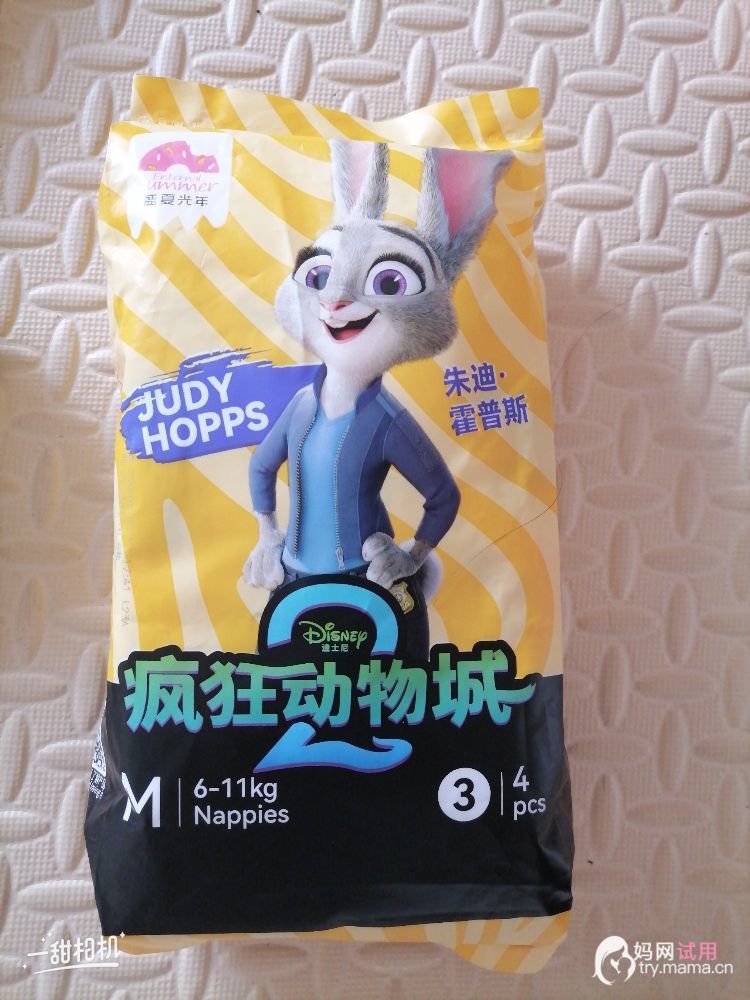 Enternal
Summer
盛夏光年
JUDY
HOPPS
朱迪·
霍普斯
Disney
迪士尼
2
疯狂动物城
M
6-11kg
Nappies
3
4
pcs
一甜相机
妈网试用
try.mama.cn